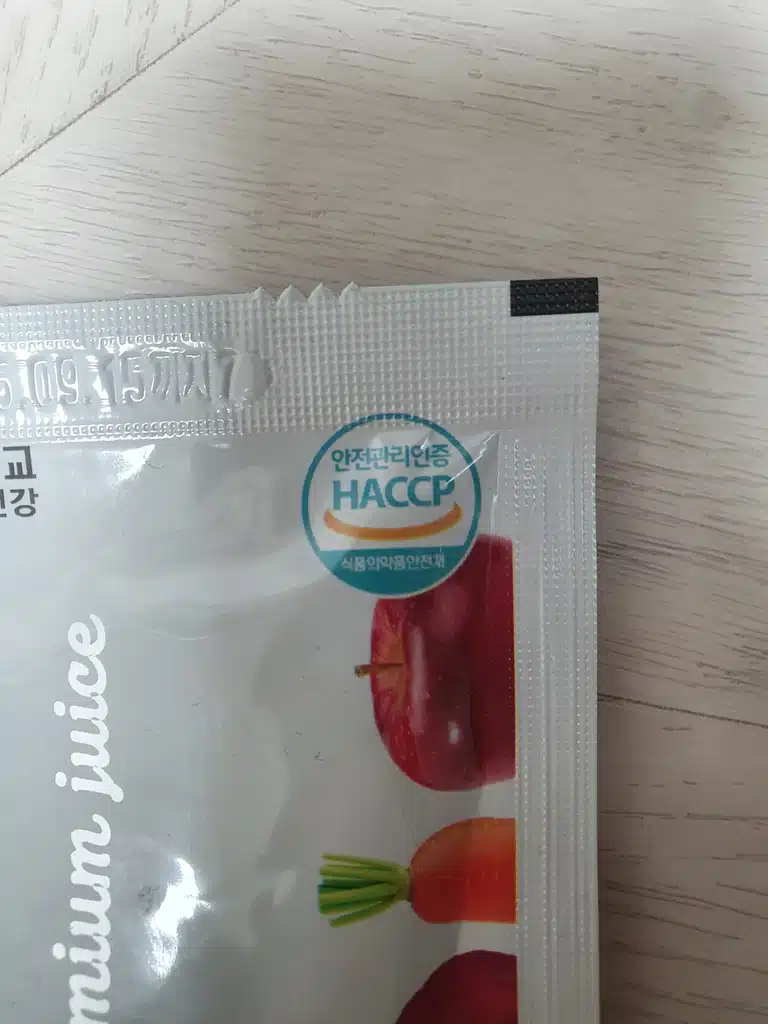 09.15까지
교
강
안전관리인증
HACCP
식품의약품안전처
mium juice